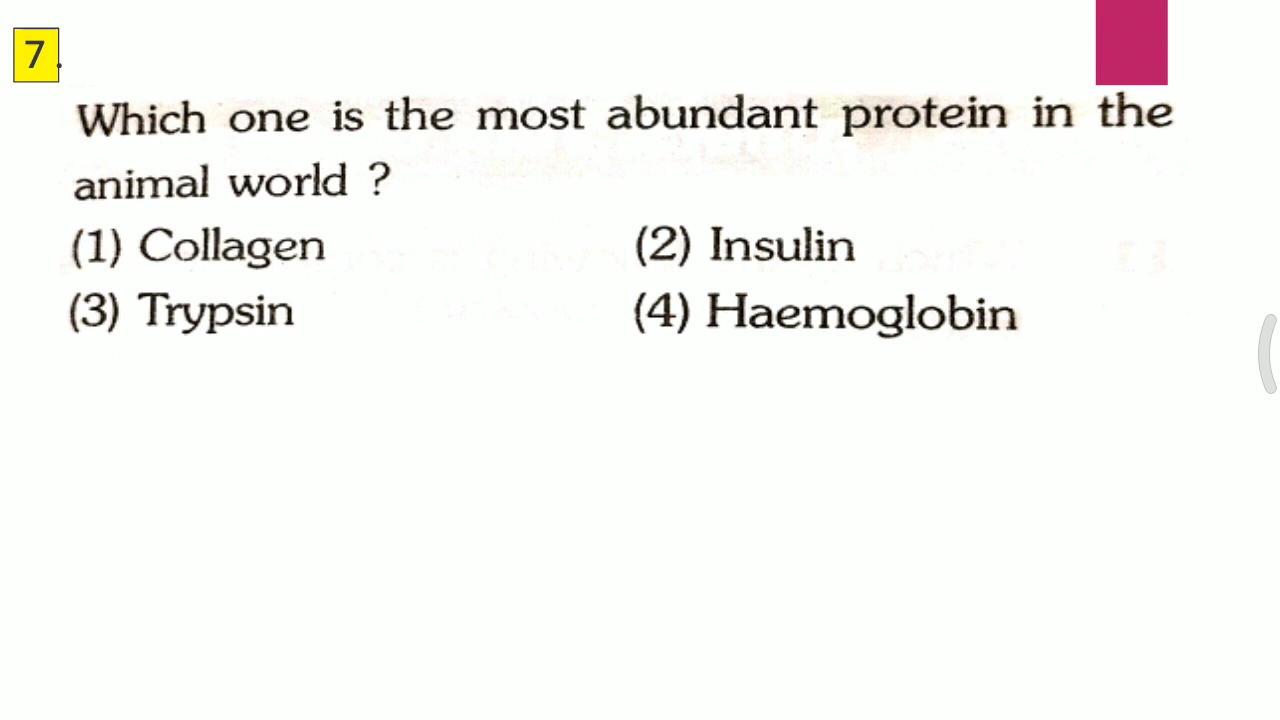 7.
Which one is the most abundant protein in the
animal world ?
(1) Collagen (2) Insulin
(3) Trypsin (4) Haemoglobin